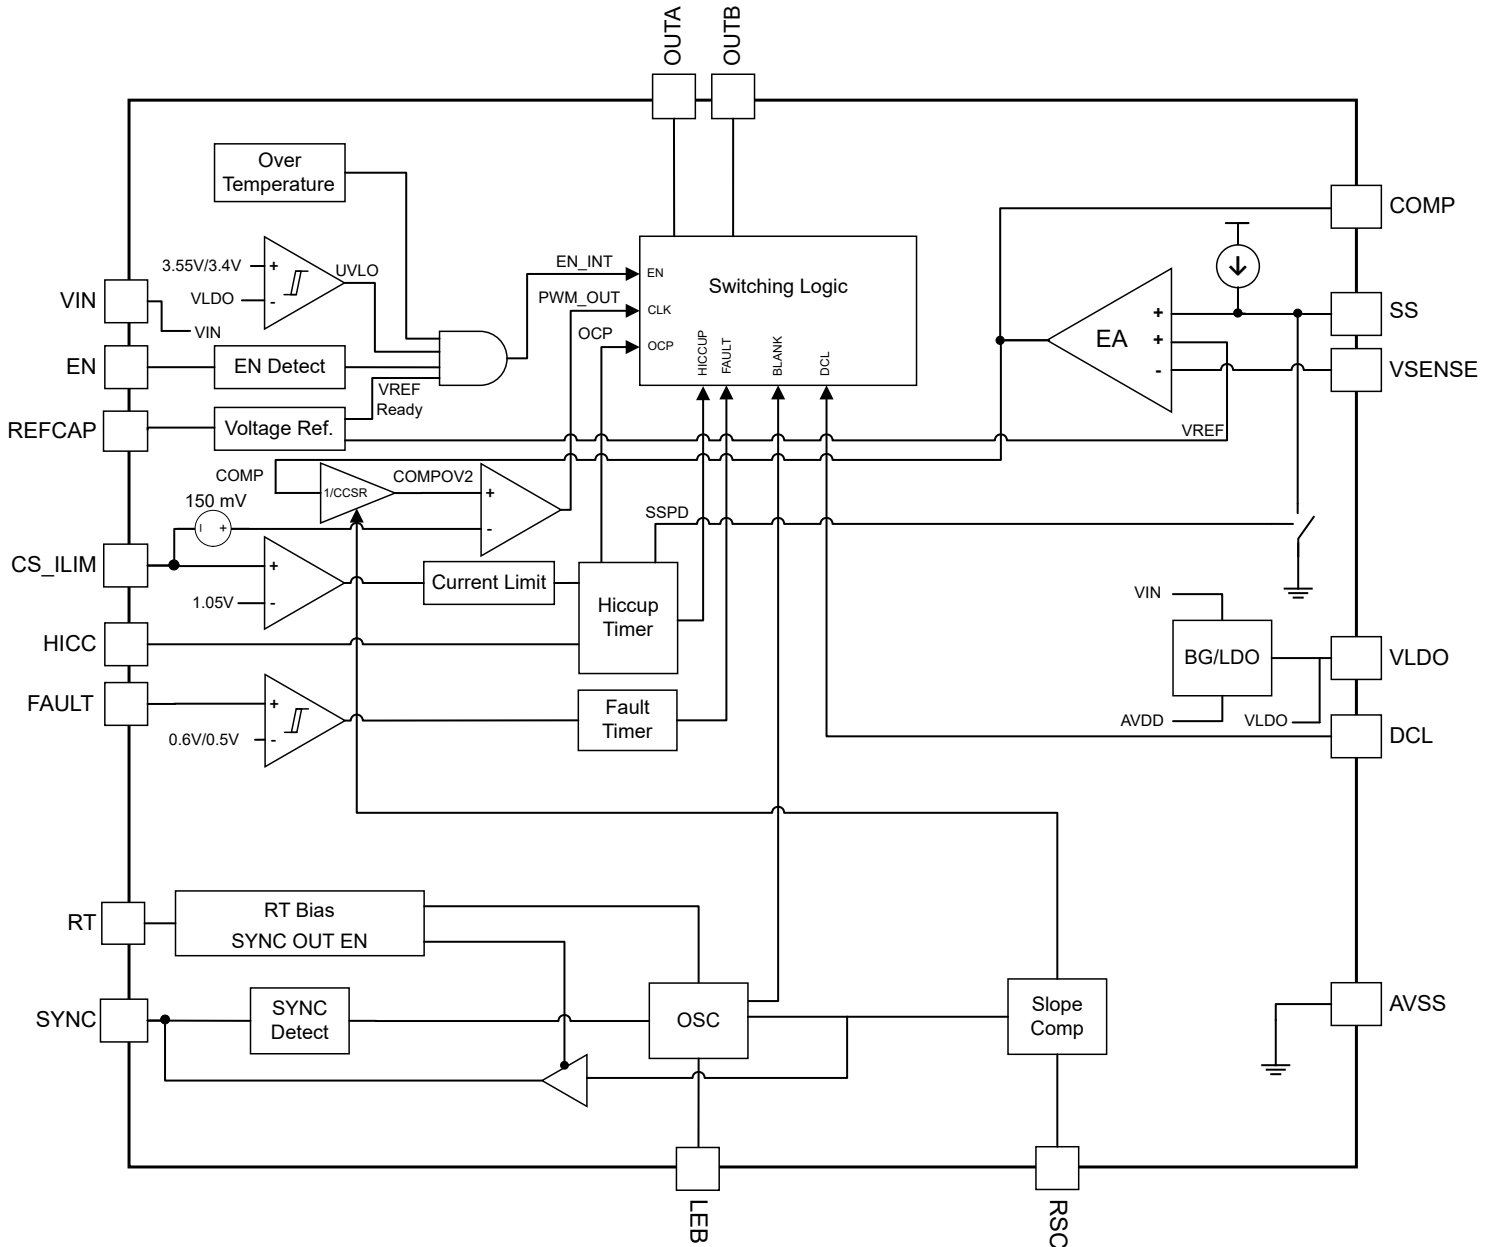 OUTA
OUTB
Over
Temperature
COMP
3.55V/3.4V
+
UVLO
EN_INT
EN
Switching Logic
VIN
VLDO
-
PWM_OUT
CLK
SS
VIN
OCP
OCP
HICCUP
FAULT
BLANK
DCL
EA
+
+
-
EN
EN Detect
VSENSE
VREF
Ready
REFCAP
Voltage Ref.
VREF
COMP
1/CCSR
COMPOV2
+
-
150 mV
+
SSPD
CS_ILIM
+
Current Limit
1.05V
-
Hiccup
Timer
VIN
HICC
BG/LDO
VLDO
FAULT
+
Fault
Timer
AVDD
VLDO
0.6V/0.5V
-
DCL
RT
RT Bias
SYNC OUT EN
SYNC
SYNC
Detect
OSC
Slope
Comp
AVSS
LEB
RSC